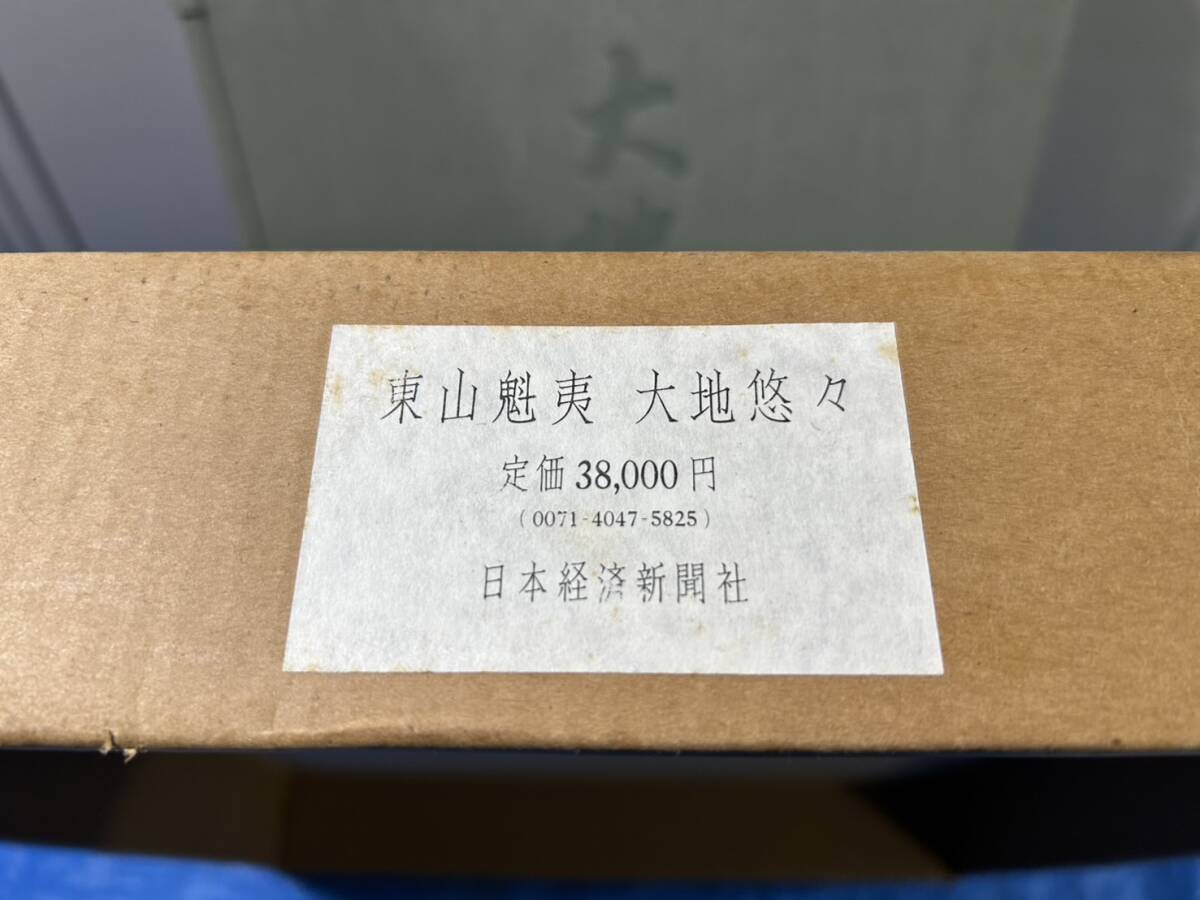 大
東山魁夷 大地悠々
定価 38,000 円
(0071-4047-5825)
日本経済新聞社